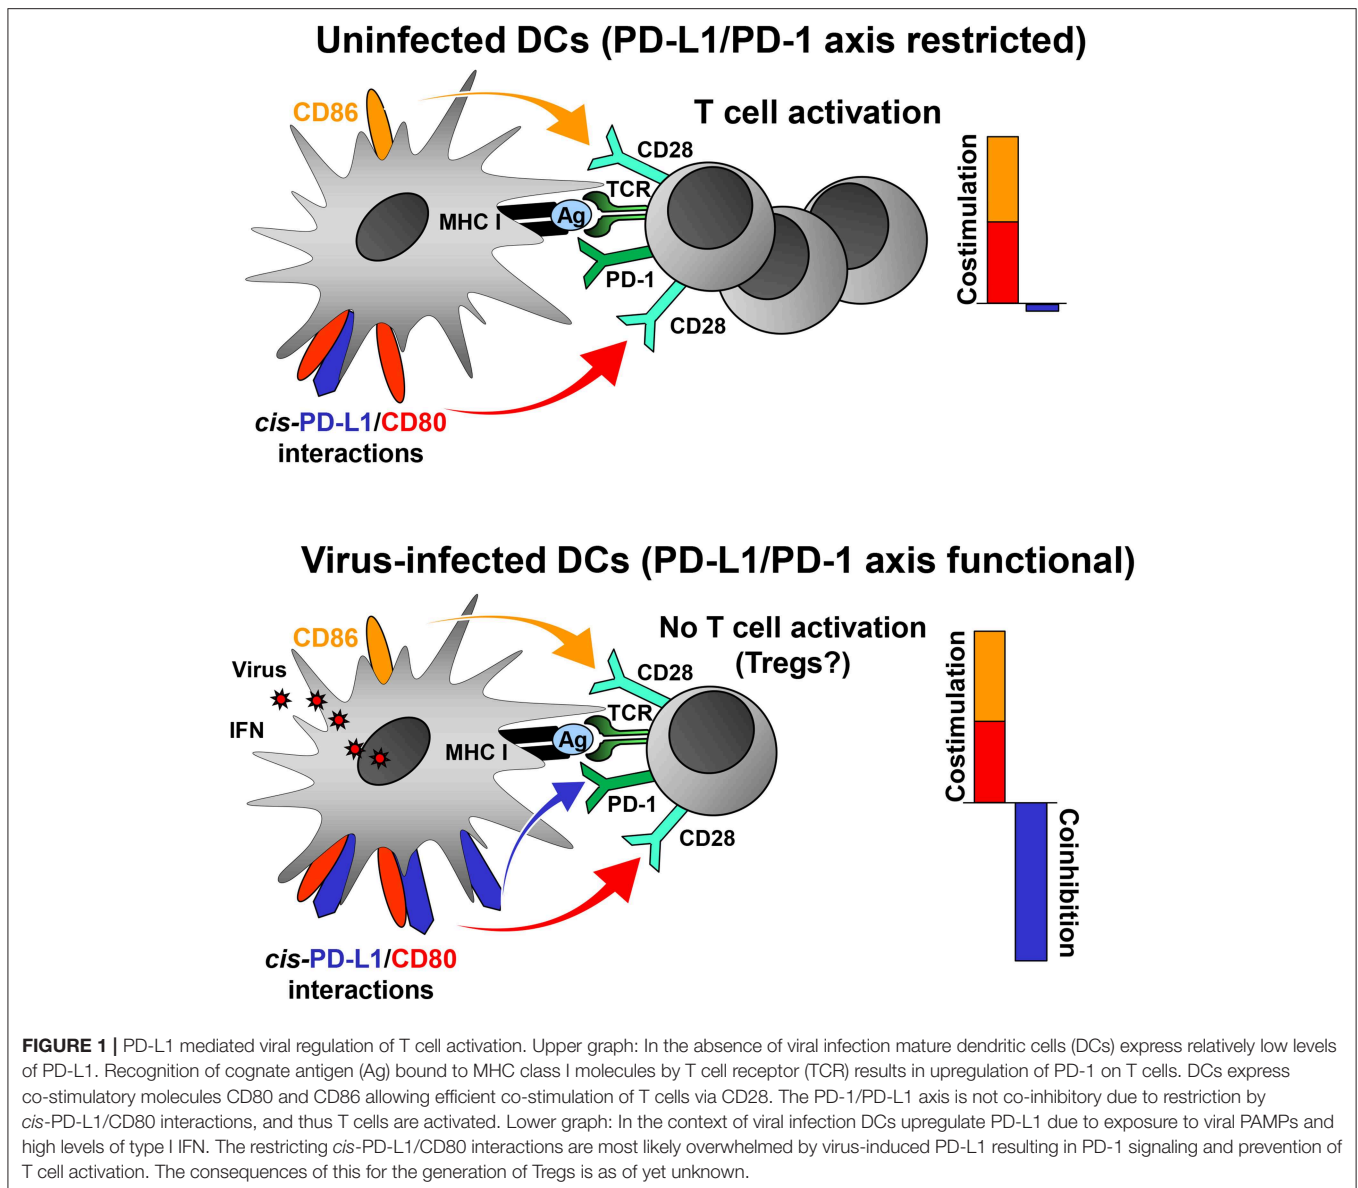 Uninfected DCs (PD-L1/PD-1 axis restricted)
CD86
T cell activation
CD28
TCR
MHC I
Ag
PD-1
CD28
Costimulation
cis-PD-L1/CD80
interactions
Virus-infected DCs (PD-L1/PD-1 axis functional)
CD86
No T cell activation
(Tregs?)
Virus
IFN
CD28
TCR
MHC I
Ag
PD-1
CD28
Costimulation
Coinhibition
cis-PD-L1/CD80
interactions
FIGURE 1 | PD-L1 mediated viral regulation of T cell activation. Upper graph: In the absence of viral infection mature dendritic cells (DCs) express relatively low levels
of PD-L1. Recognition of cognate antigen (Ag) bound to MHC class I molecules by T cell receptor (TCR) results in upregulation of PD-1 on T cells. DCs express
co-stimulatory molecules CD80 and CD86 allowing efficient co-stimulation of T cells via CD28. The PD-1/PD-L1 axis is not co-inhibitory due to restriction by
cis-PD-L1/CD80 interactions, and thus T cells are activated. Lower graph: In the context of viral infection DCs upregulate PD-L1 due to exposure to viral PAMPs and
high levels of type I IFN. The restricting cis-PD-L1/CD80 interactions are most likely overwhelmed by virus-induced PD-L1 resulting in PD-1 signaling and prevention of
T cell activation. The consequences of this for the generation of Tregs is as of yet unknown.